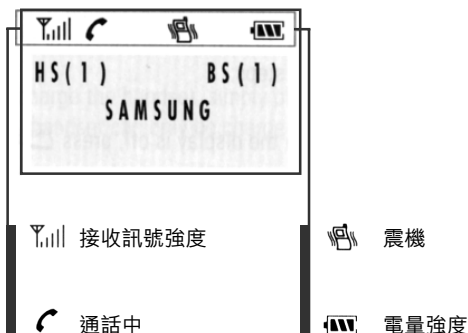 HS(1) BS(1)
SAMSUNG
接收訊號強度
震機
通話中
電量強度